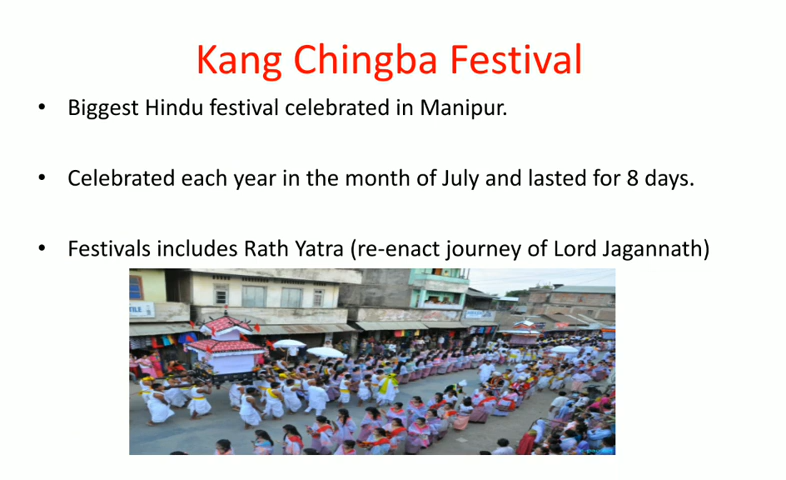 Kang Chingba Festival
• Biggest Hindu festival celebrated in Manipur.
• Celebrated each year in the month of July and lasted for 8 days.
• Festivals includes Rath Yatra (re-enact journey of Lord Jagannath)